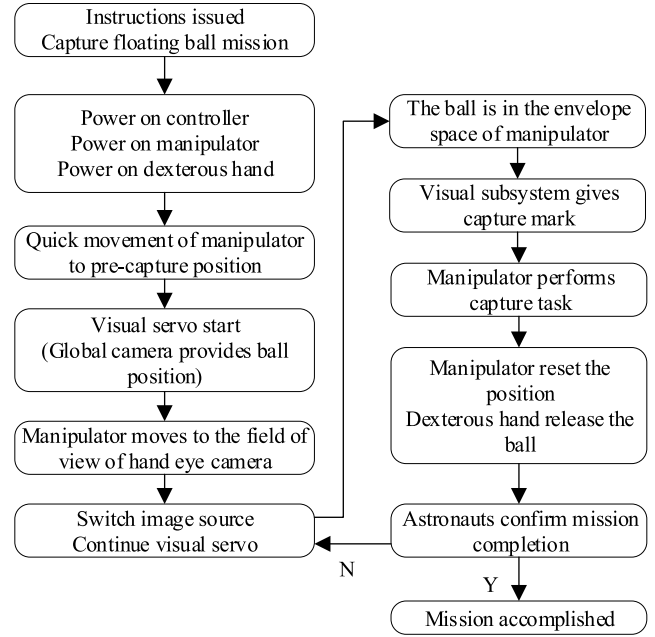 Instructions issued
Capture floating ball mission
Power on controller
Power on manipulator
Power on dexterous hand
Quick movement of manipulator
to pre-capture position
Visual servo start
(Global camera provides ball
position)
Manipulator moves to the field of
view of hand eye camera
Switch image source
Continue visual servo
The ball is in the envelope
space of manipulator
Visual subsystem gives
capture mark
Manipulator performs
capture task
Manipulator reset the
position
Dexterous hand release the
ball
Astronauts confirm mission
completion
N
Y
Mission accomplished